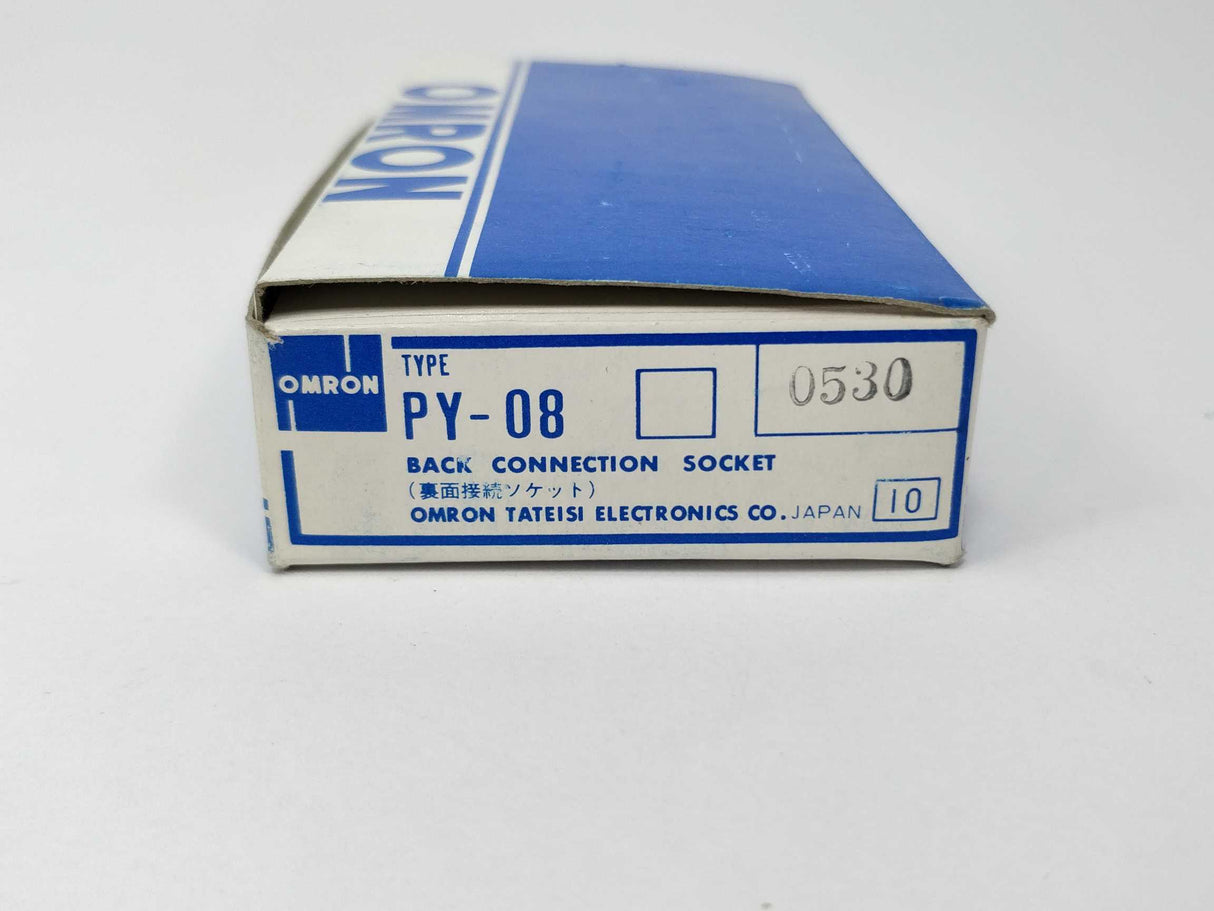 OMRON
OMRON
TYPE
PY-08
0530
BACK CONNECTION SOCKET
(裏面接続ソケット)
OMRON TATEISI ELECTRONICS CO. JAPAN 10